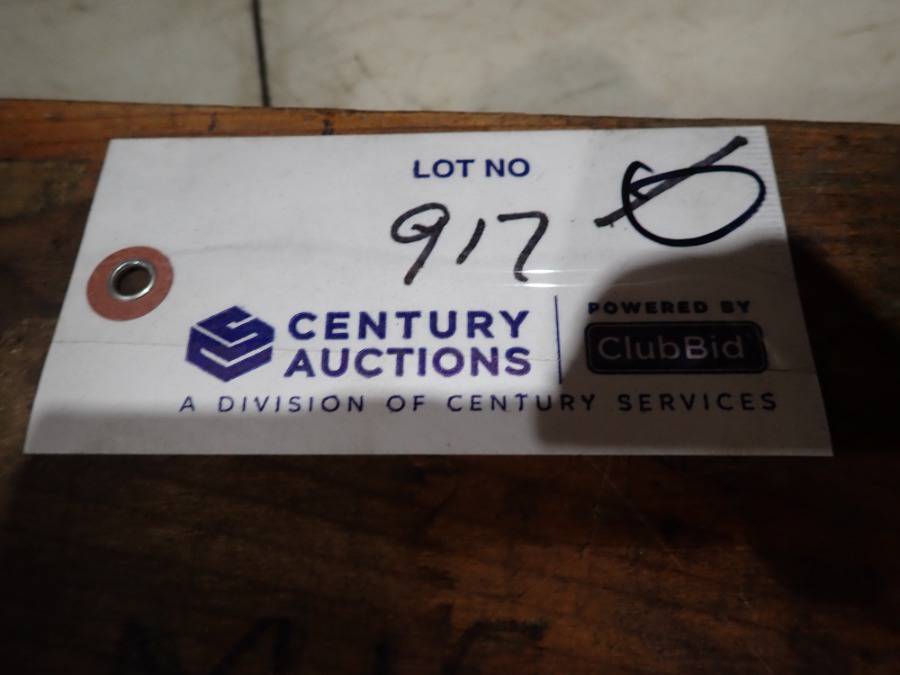 LOT NO
917
CENTURY
AUCTIONS
POWERED BY
ClubBid
A DIVISION OF CENTURY SERVICES